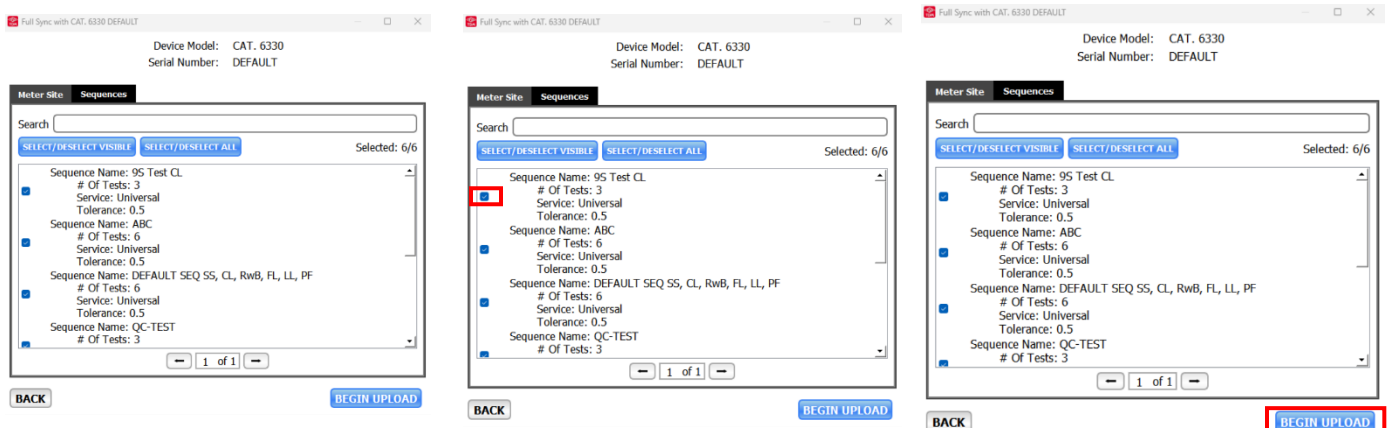 Full Sync with CAT. 6330 DEFAULT
Device Model: CAT. 6330
Serial Number: DEFAULT
Meter Site Sequences
Search
SELECT/DESELECT VISIBLE SELECT/DESELECT ALL Selected: 6/6
Sequence Name: 9S Test CL
# Of Tests: 3
Service: Universal
Tolerance: 0.5
Sequence Name: ABC
# Of Tests: 6
Service: Universal
Tolerance: 0.5
Sequence Name: DEFAULT SEQ SS, CL, RwB, FL, LL, PF
# Of Tests: 6
Service: Universal
Tolerance: 0.5
Sequence Name: QC-TEST
# Of Tests: 3
1 of 1
BACK BEGIN UPLOAD
Full Sync with CAT. 6330 DEFAULT
Device Model: CAT. 6330
Serial Number: DEFAULT
Meter Site Sequences
Search
SELECT/DESELECT VISIBLE SELECT/DESELECT ALL Selected: 6/6
Sequence Name: 9S Test CL
# Of Tests: 3
Service: Universal
Tolerance: 0.5
Sequence Name: ABC
# Of Tests: 6
Service: Universal
Tolerance: 0.5
Sequence Name: DEFAULT SEQ SS, CL, RwB, FL, LL, PF
# Of Tests: 6
Service: Universal
Tolerance: 0.5
Sequence Name: QC-TEST
# Of Tests: 3
1 of 1
BACK BEGIN UPLOAD
Full Sync with CAT. 6330 DEFAULT
Device Model: CAT. 6330
Serial Number: DEFAULT
Meter Site Sequences
Search
SELECT/DESELECT VISIBLE SELECT/DESELECT ALL Selected: 6/6
Sequence Name: 9S Test CL
# Of Tests: 3
Service: Universal
Tolerance: 0.5
Sequence Name: ABC
# Of Tests: 6
Service: Universal
Tolerance: 0.5
Sequence Name: DEFAULT SEQ SS, CL, RwB, FL, LL, PF
# Of Tests: 6
Service: Universal
Tolerance: 0.5
Sequence Name: QC-TEST
# Of Tests: 3
1 of 1
BACK BEGIN UPLOAD